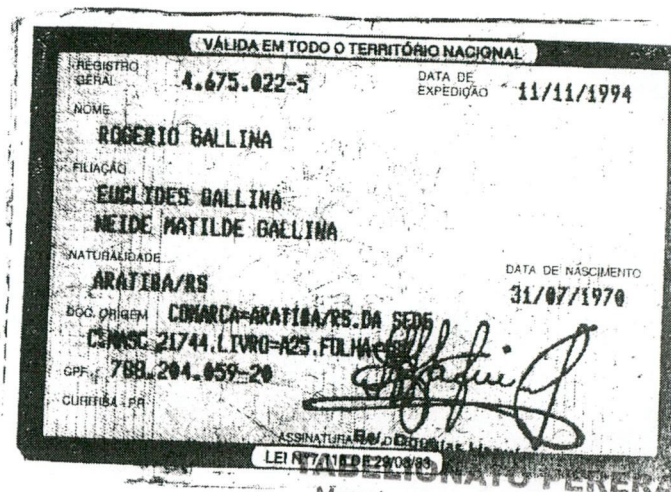 VÁLIDA EM TODO O TERRITÓRIO NACIONAL
REGISTRO GERAL 4.675.022-5 DATA DE EXPEDIÇÃO 11/11/1994
NOME
ROGERIO GALLINA
FILIAÇÃO
EUCLIDES GALLINA
NEIDE MATILDE GALLINA
NATURALIDADE DATA DE NASCIMENTO
ARATIBA/RS 31/07/1970
DOC. ORIGEM COMARCA=ARATIBA/RS.DA SEDE
C.NASC 21744.LIVRO=A25.FOLHA
CPF 788.204.059-20
CURITIBA - PR
ASSINATURA
LEI Nº 7.116 DE 29/08/83